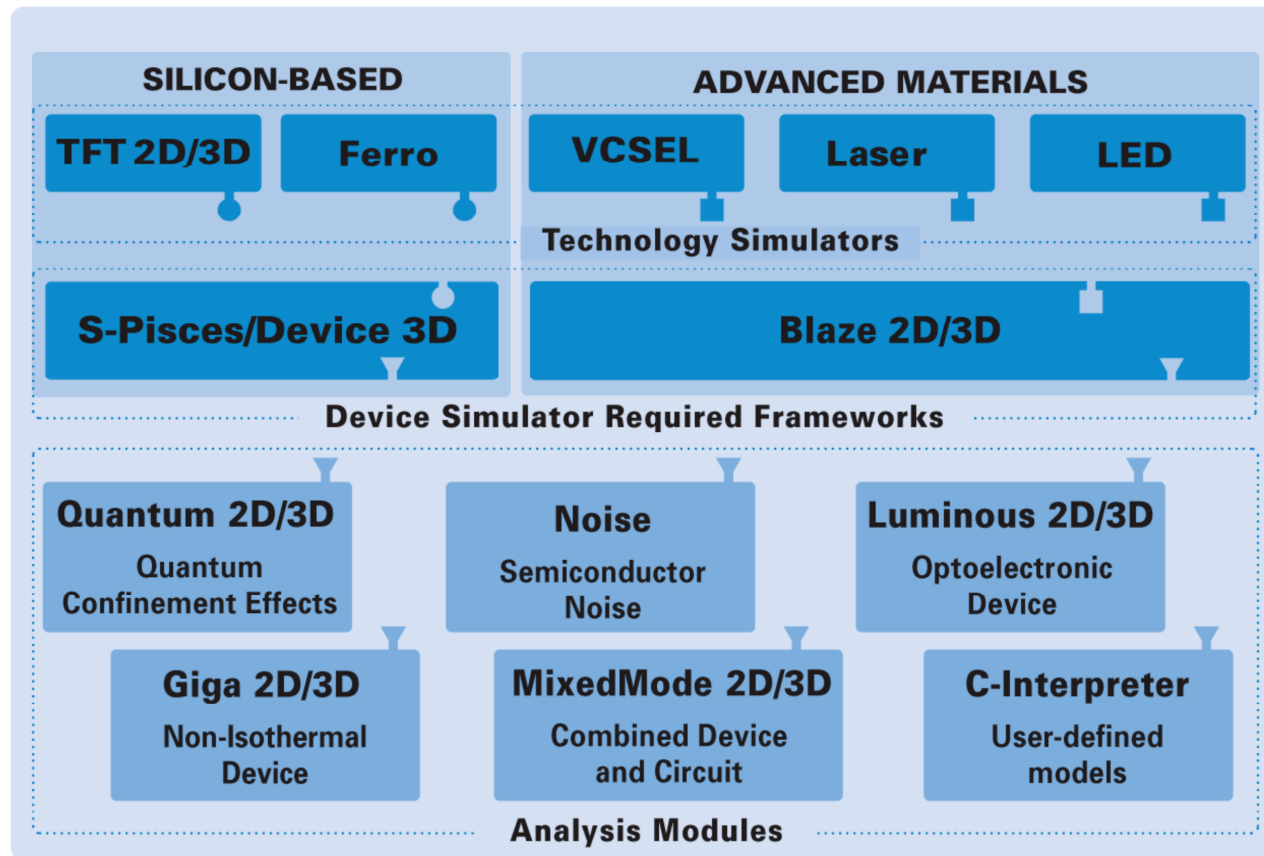 SILICON-BASED
ADVANCED MATERIALS
TFT 2D/3D
Ferro
VCSEL
Laser
LED
Technology Simulators
S-Pisces/Device 3D
Blaze 2D/3D
Device Simulator Required Frameworks
Quantum 2D/3D
Quantum
Confinement Effects
Noise
Semiconductor
Noise
Luminous 2D/3D
Optoelectronic
Device
Giga 2D/3D
Non-Isothermal
Device
MixedMode 2D/3D
Combined Device
and Circuit
C-Interpreter
User-defined
models
Analysis Modules